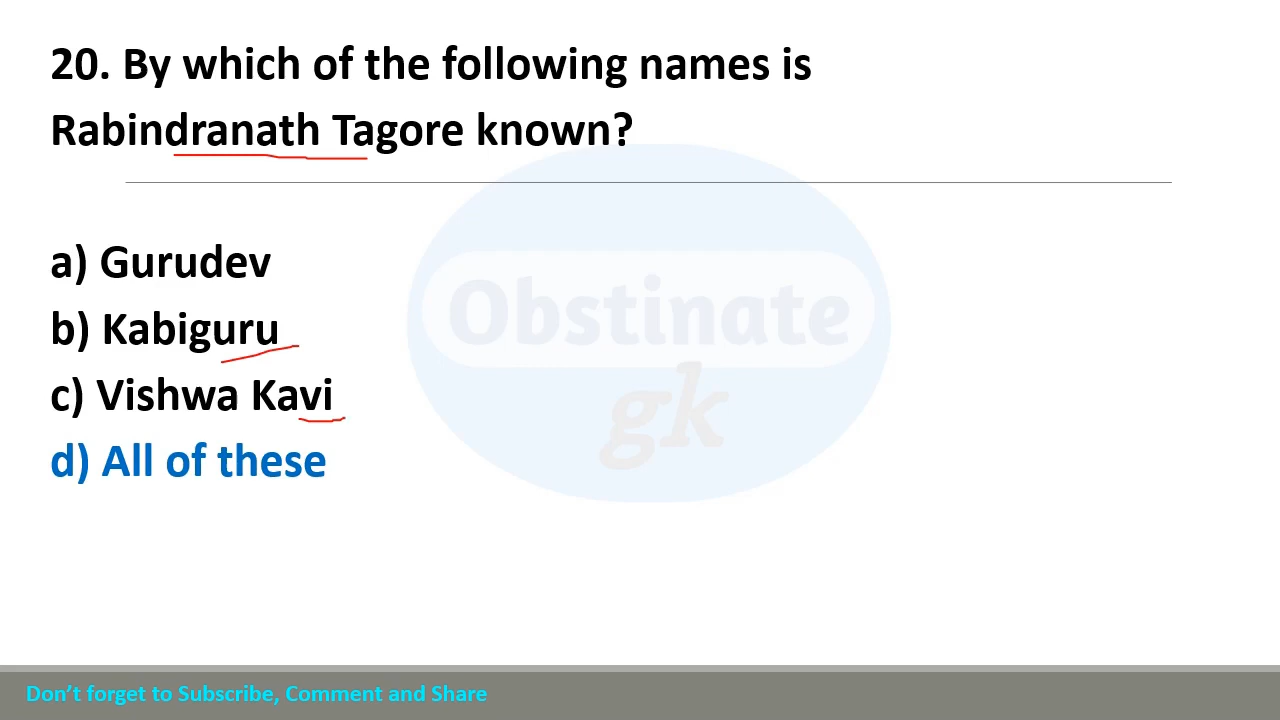 20. By which of the following names is
Rabindranath Tagore known?
a) Gurudev
b) Kabiguru
c) Vishwa Kavi
d) All of these
Obstinate
gk
Don’t forget to Subscribe, Comment and Share